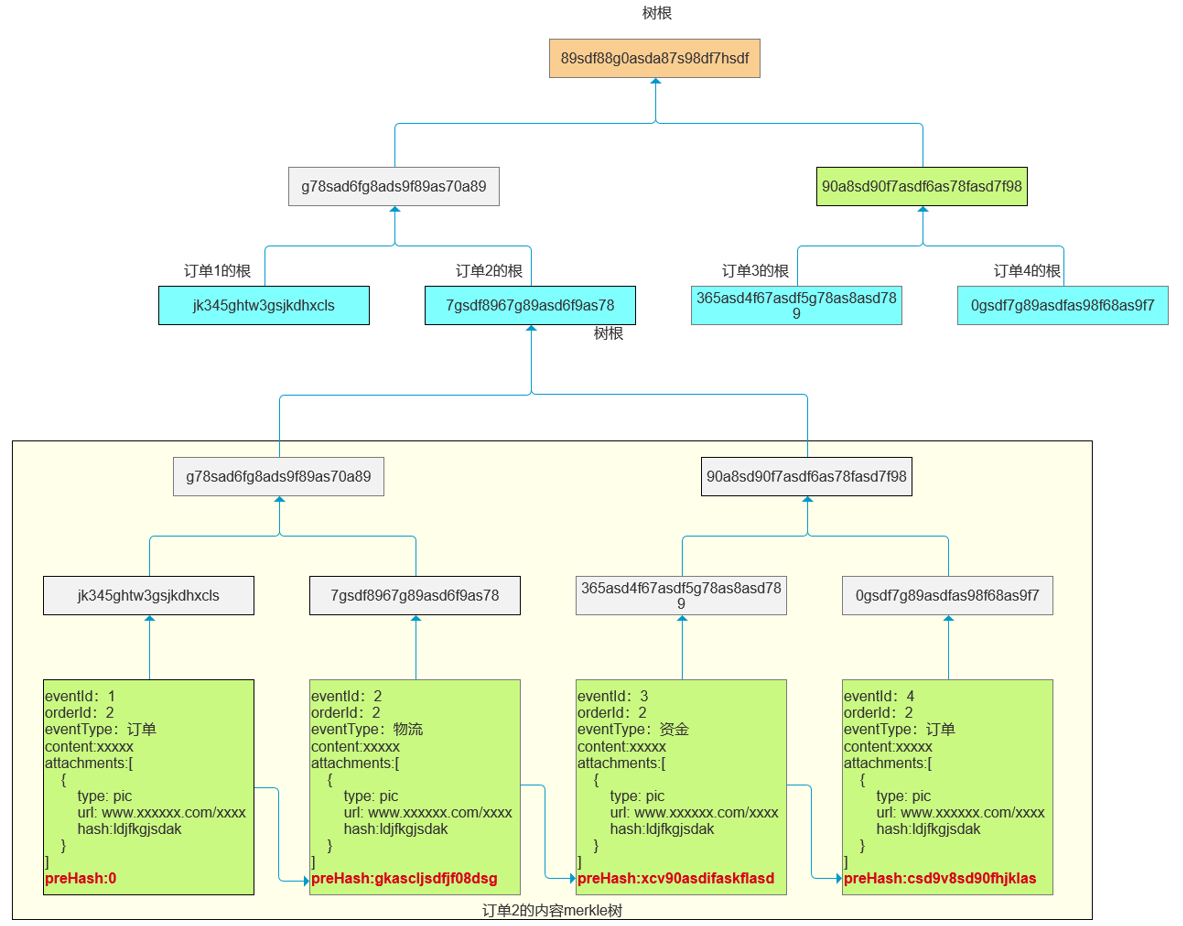 树根
89sdf88g0asda87s98df7hsdf
g78sad6fg8ads9f89as70a89
90a8sd90f7asdf6as78fasd7f98
订单1的根
订单2的根
订单3的根
订单4的根
jk345ghtw3gsjkdhxcls
7gsdf8967g89asd6f9as78
365asd4f67asdf5g78as8asd78
9
0gsdf7g89asdfas98f68as9f7
树根
g78sad6fg8ads9f89as70a89
90a8sd90f7asdf6as78fasd7f98
jk345ghtw3gsjkdhxcls
7gsdf8967g89asd6f9as78
365asd4f67asdf5g78as8asd78
9
0gsdf7g89asdfas98f68as9f7
eventId：1
orderId：2
eventType：订单
content:xxxxx
attachments:[
{
type: pic
url: www.xxxxxx.com/xxxx
hash:ldjfkgjsdak
}
]
preHash:0
eventId：2
orderId：2
eventType：物流
content:xxxxx
attachments:[
{
type: pic
url: www.xxxxxx.com/xxxx
hash:ldjfkgjsdak
}
]
preHash:gkascljsdfjf08dsg
eventId：3
orderId：2
eventType：资金
content:xxxxx
attachments:[
{
type: pic
url: www.xxxxxx.com/xxxx
hash:ldjfkgjsdak
}
]
preHash:xcv90asdifaskflasd
eventId：4
orderId：2
eventType：订单
content:xxxxx
attachments:[
{
type: pic
url: www.xxxxxx.com/xxxx
hash:ldjfkgjsdak
}
]
preHash:csd9v8sd90fhjklas
订单2的内容merkle树